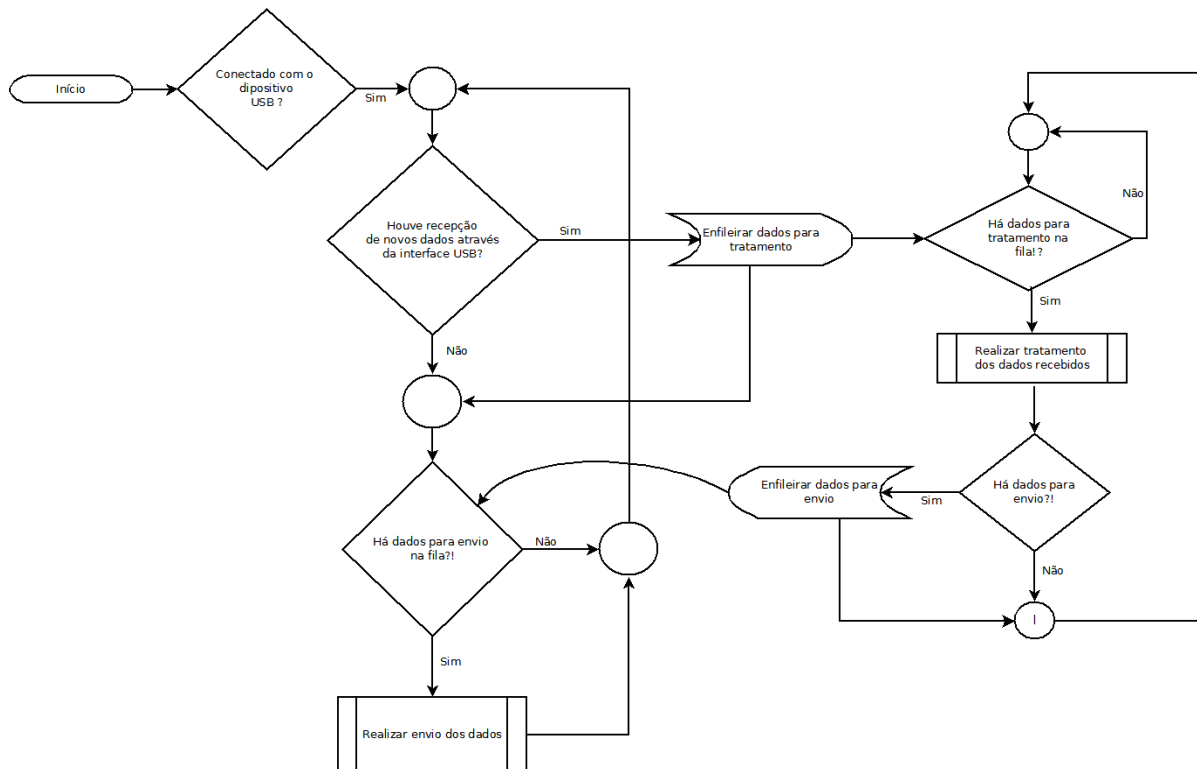 Início
Conectado com o
dipositivo
USB ?
Sim
Houve recepção
de novos dados através
da interface USB?
Sim
Não
Enfileirar dados para
tratamento
Há dados para
tratamento na
fila!?
Não
Sim
Realizar tratamento
dos dados recebidos
Há dados para
envio?!
Sim
Não
I
Enfileirar dados para
envio
Há dados para envio
na fila?!
Não
Sim
Realizar envio dos dados